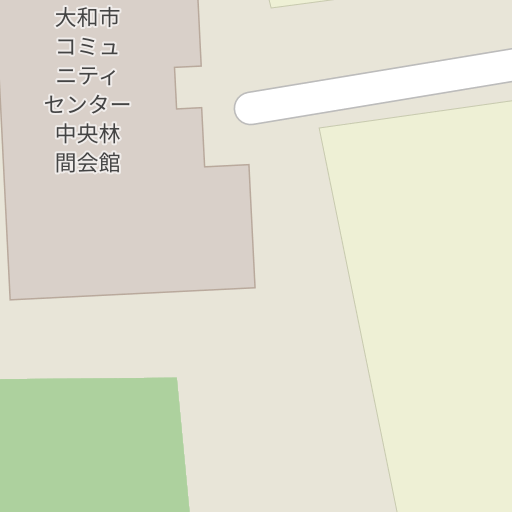 大和市
コミュ
ニティ
センター
中央林
間会館